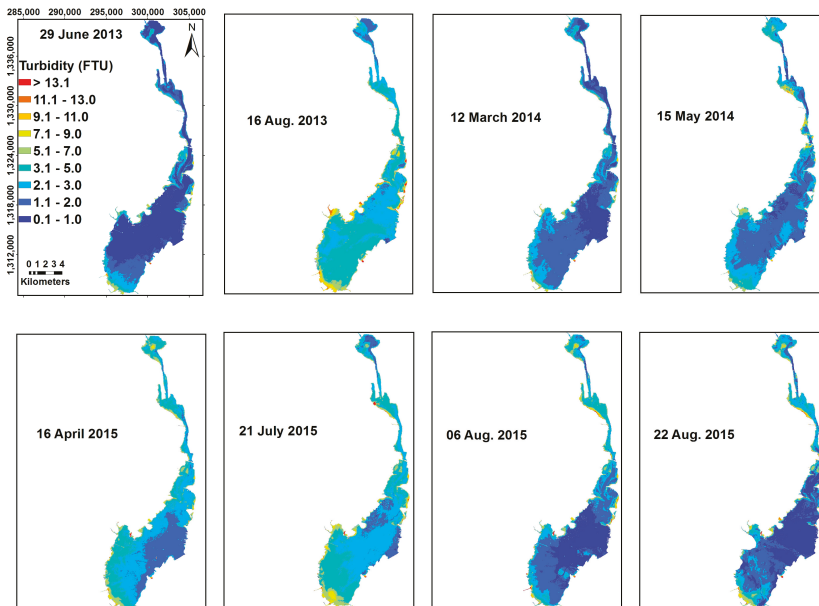 285,000 290,000 295,000 300,000 305,000
29 June 2013
N
1,336,000
1,330,000
1,324,000
1,318,000
1,312,000
Turbidity (FTU)
> 13.1
11.1 - 13.0
9.1 - 11.0
7.1 - 9.0
5.1 - 7.0
3.1 - 5.0
2.1 - 3.0
1.1 - 2.0
0.1 - 1.0
0 1 2 3 4
Kilometers
16 Aug. 2013
12 March 2014
15 May 2014
16 April 2015
21 July 2015
06 Aug. 2015
22 Aug. 2015